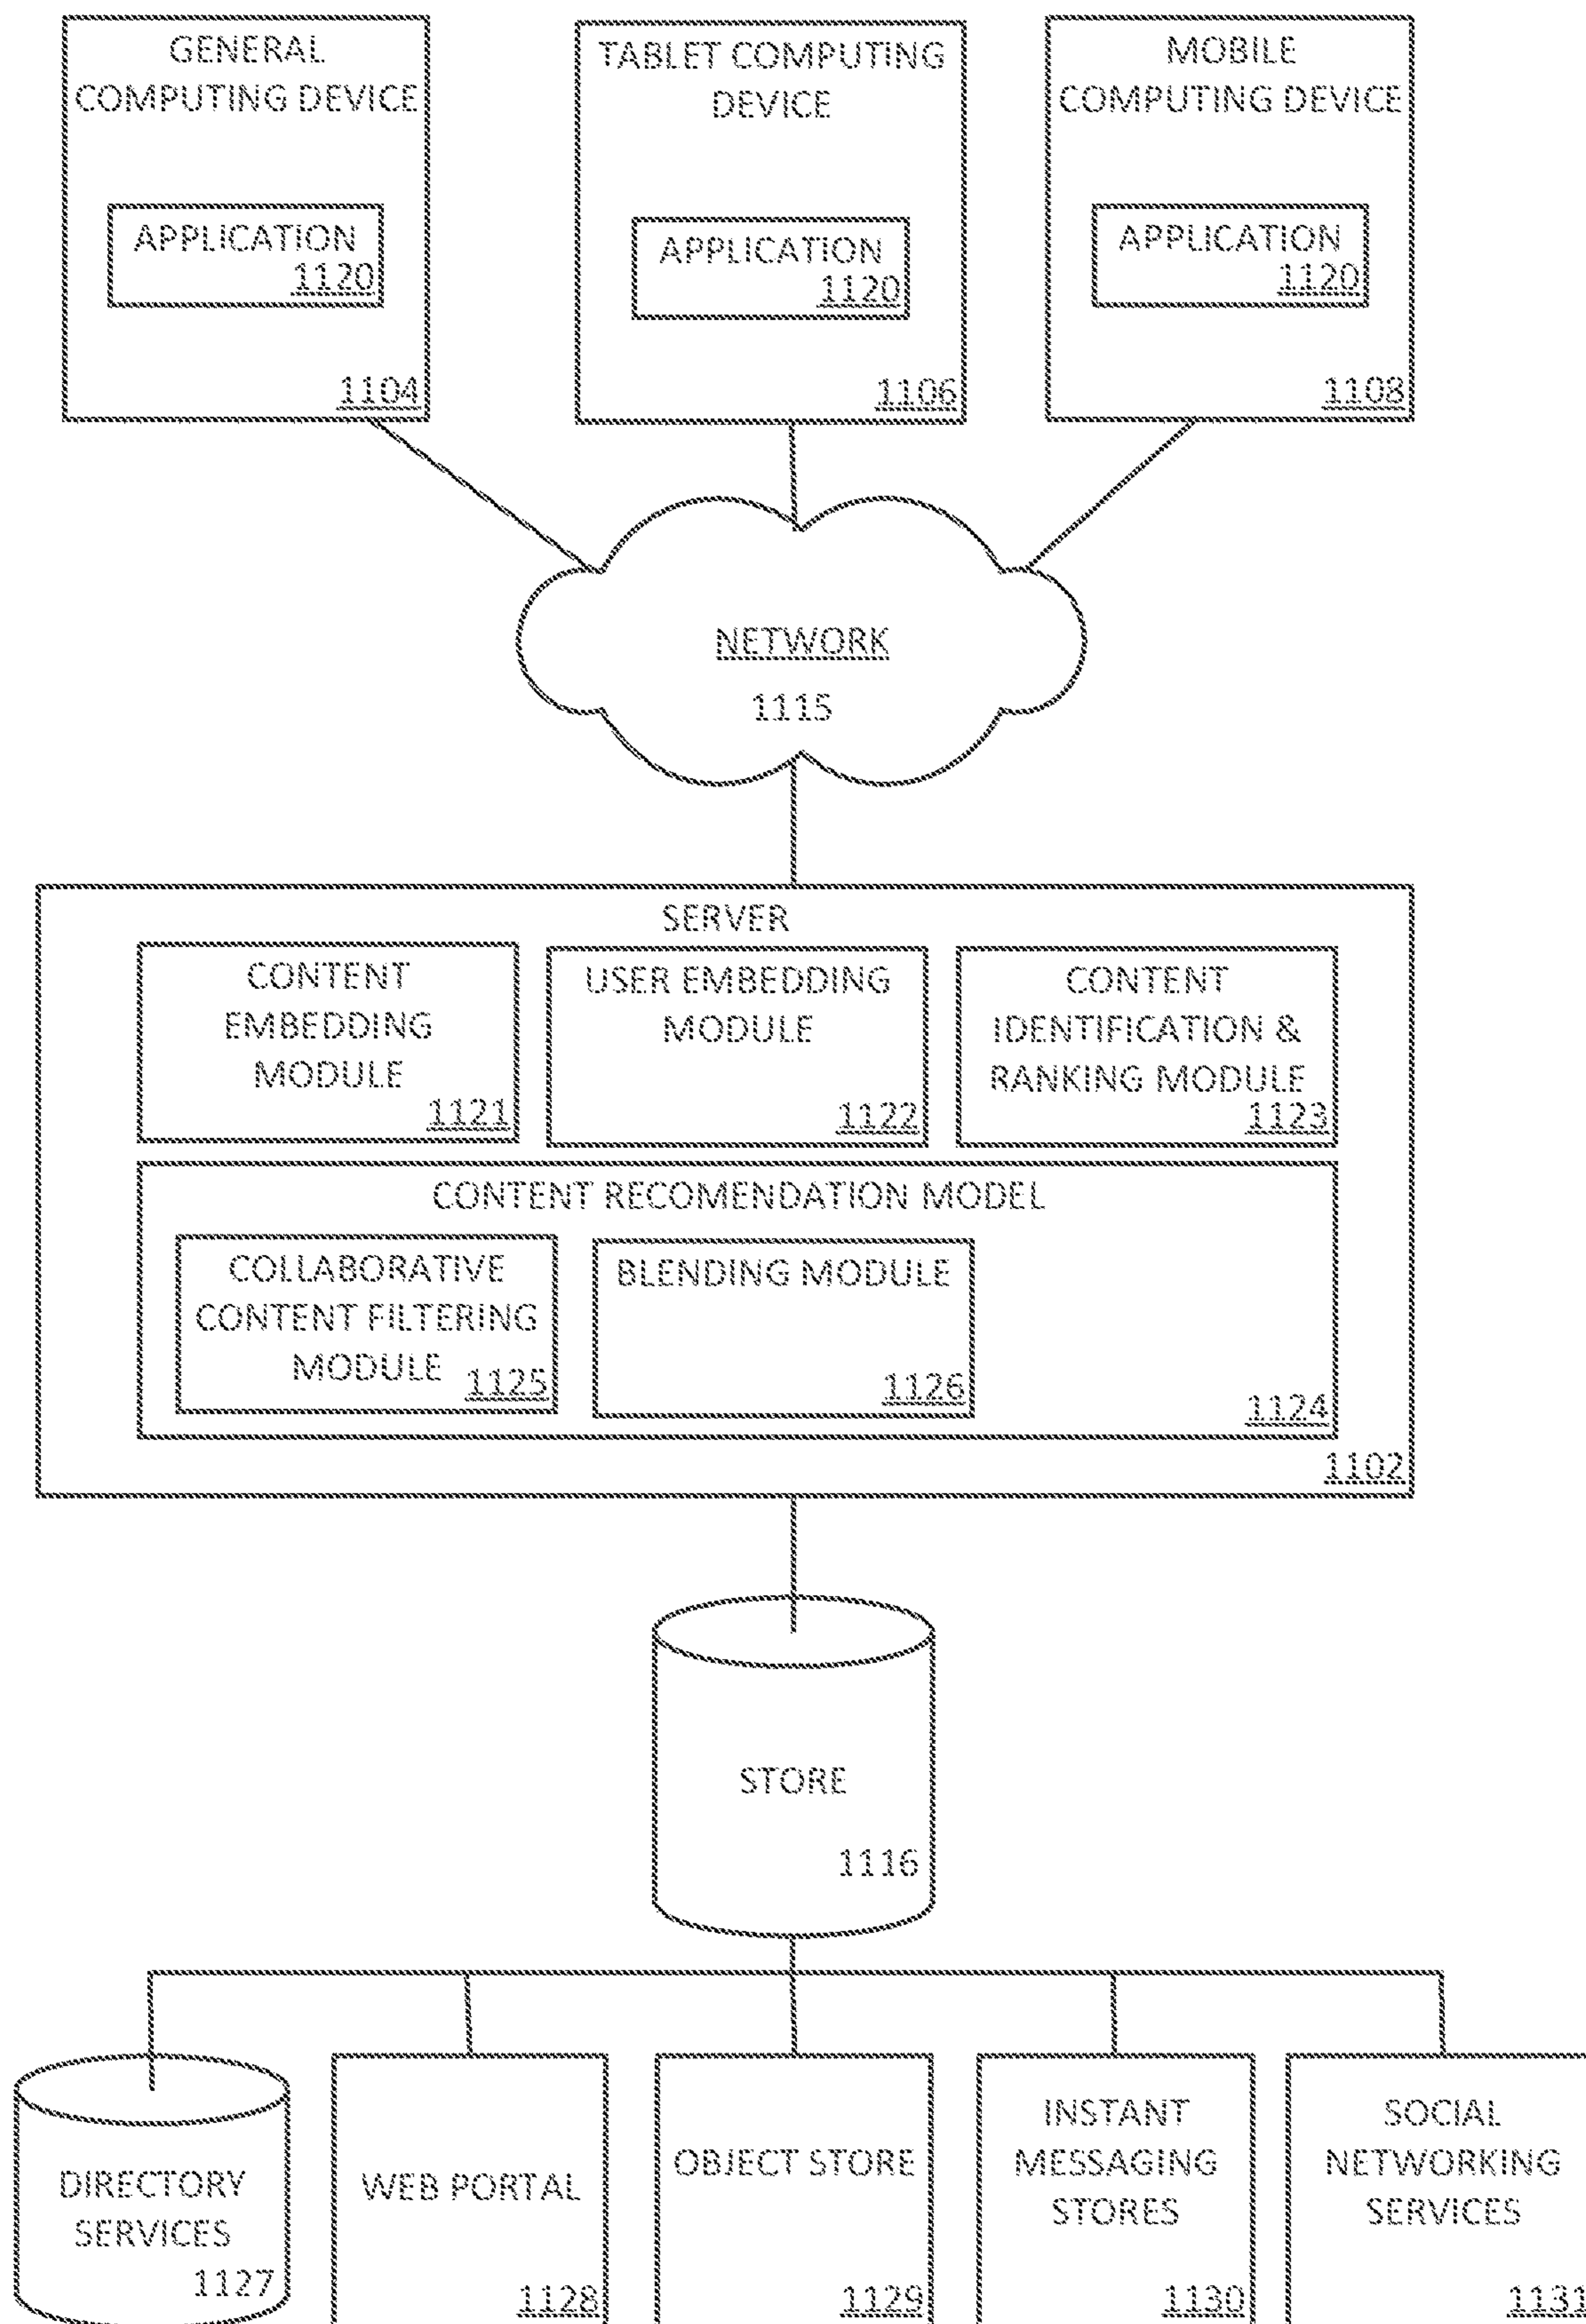 GENERAL
COMPUTING DEVICE
APPLICATION
1120
1104
TABLET COMPUTING
DEVICE
APPLICATION
1120
1106
MOBILE
COMPUTING DEVICE
APPLICATION
1120
1108
NETWORK
1115
SERVER
CONTENT
EMBEDDING
MODULE
1121
USER EMBEDDING
MODULE
1122
CONTENT
IDENTIFICATION &
RANKING MODULE
1123
CONTENT RECOMENDATION MODEL
COLLABORATIVE
CONTENT FILTERING
MODULE
1125
BLENDING MODULE
1126
1124
1102
STORE
1116
DIRECTORY
SERVICES
1127
WEB PORTAL
1128
OBJECT STORE
1129
INSTANT
MESSAGING
STORES
1130
SOCIAL
NETWORKING
SERVICES
1131